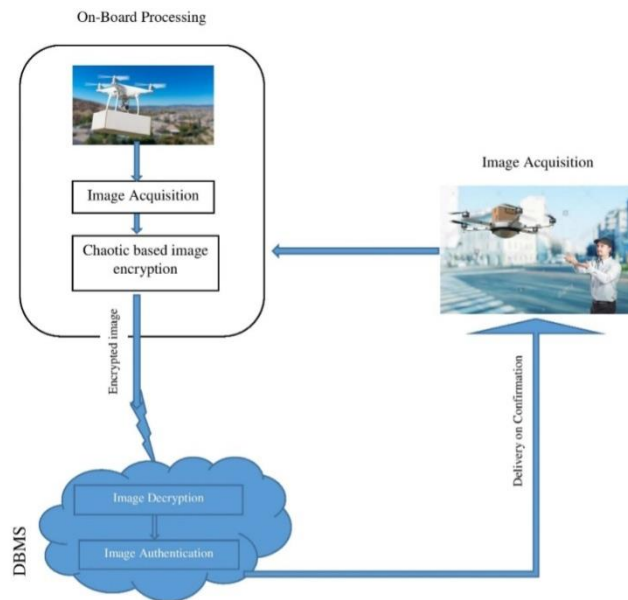 On-Board Processing
Image Acquisition
Chaotic based image
encryption
Encrypted image
Image Acquisition
Delivery on Confirmation
Image Decryption
Image Authentication
DBMS